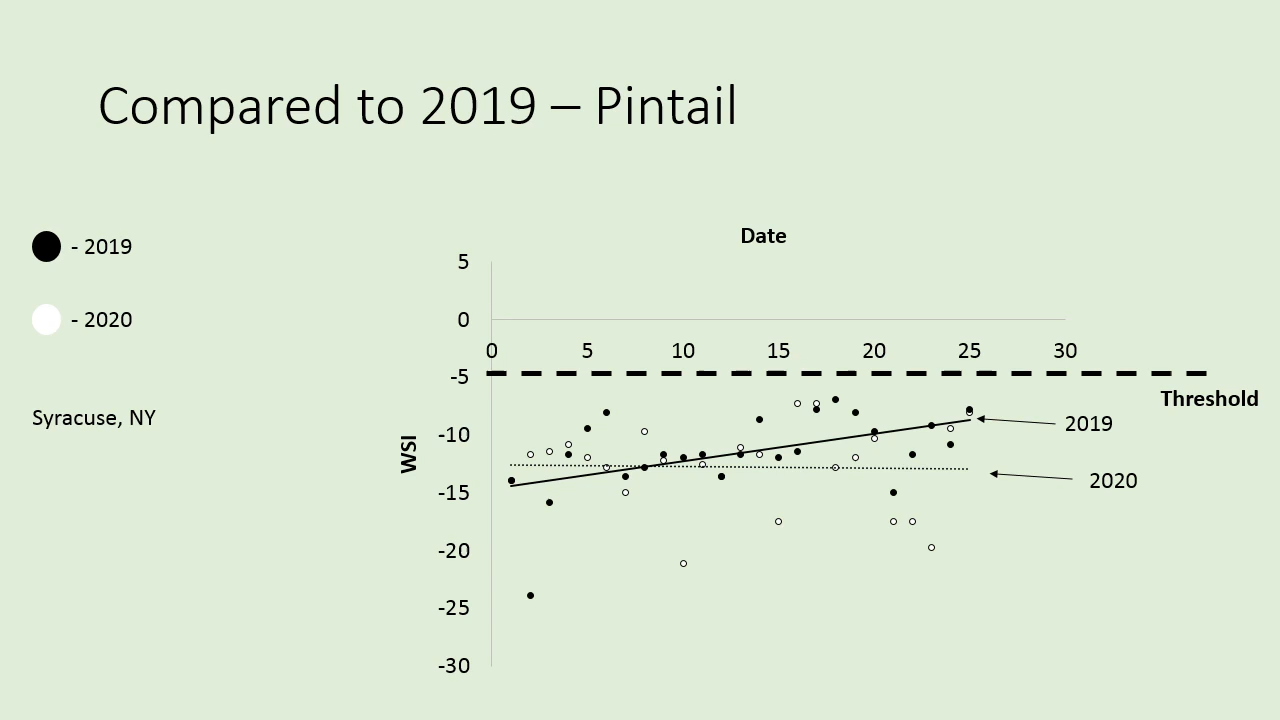 Compared to 2019 – Pintail
- 2019
- 2020
Syracuse, NY
Date
WSI
5
0
-5
-10
-15
-20
-25
-30
0 5 10 15 20 25 30
Threshold
2019
2020